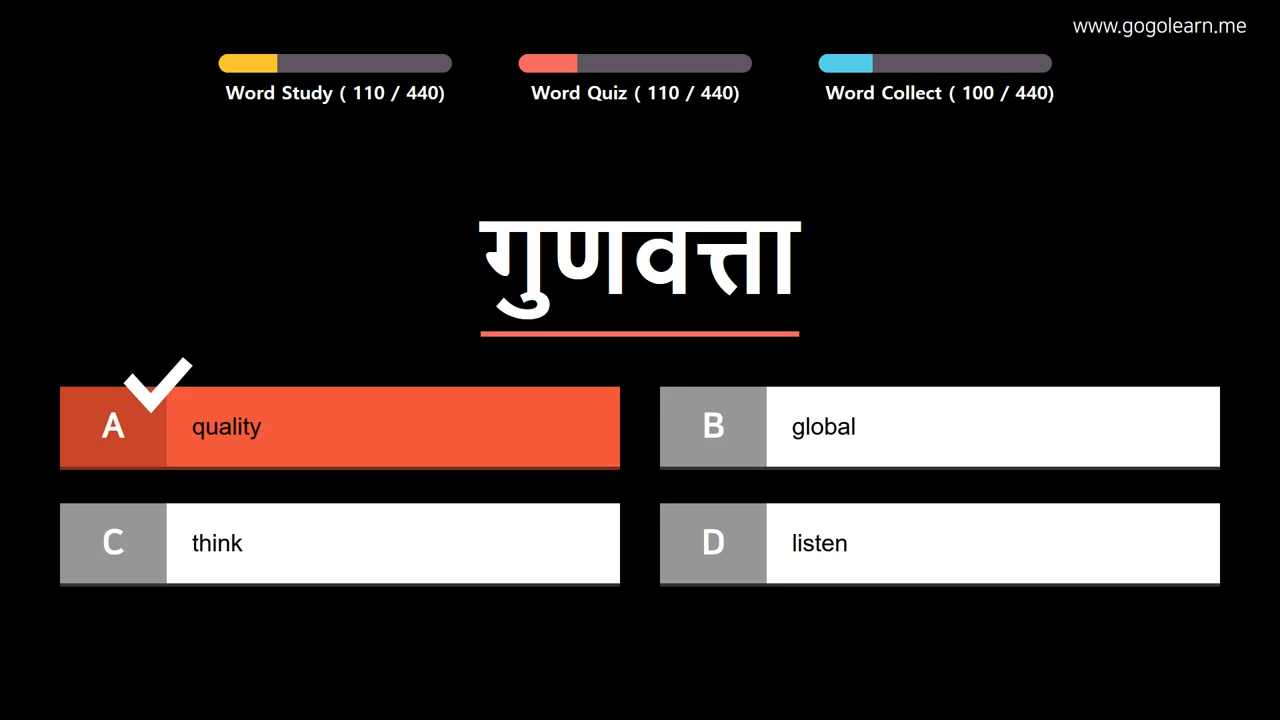 www.gogolearn.me
Word Study ( 110 / 440)
Word Quiz ( 110 / 440)
Word Collect ( 100 / 440)
गुणवत्ता
A quality
B global
C think
D listen